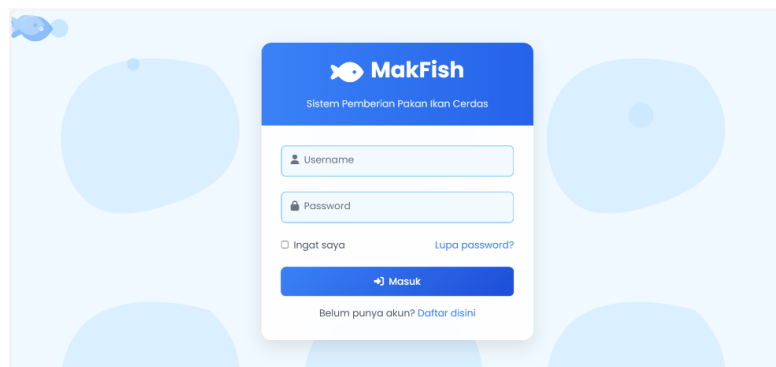 MakFish
Sistem Pemberian Pakan Ikan Cerdas
Username
Password
Ingat saya
Lupa password?
Masuk
Belum punya akun? Daftar disini